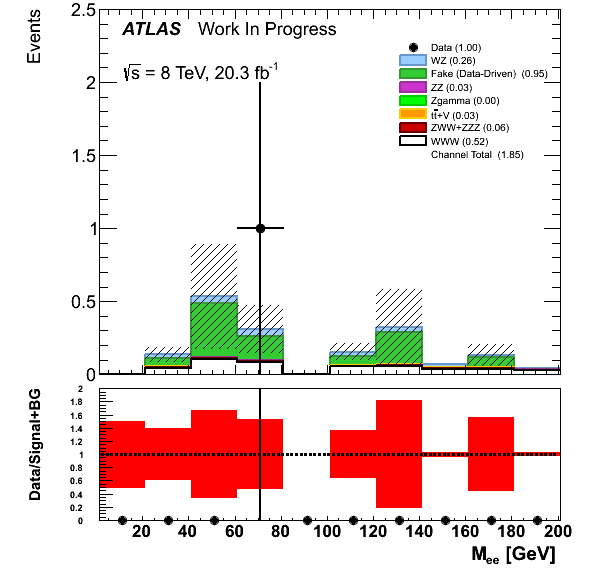 Events
2.5
2
1.5
1
0.5
0
ATLAS Work In Progress
√s = 8 TeV, 20.3 fb⁻¹
Data (1.00)
WZ (0.26)
Fake (Data-Driven) (0.95)
ZZ (0.03)
Zgamma (0.00)
tt̄+V (0.03)
ZWW+ZZZ (0.06)
WWW (0.52)
Channel Total (1.85)
Data/Signal+BG
2
1.8
1.6
1.4
1.2
1
0.8
0.6
0.4
0.2
0
20 40 60 80 100 120 140 160 180 200
M_ee [GeV]